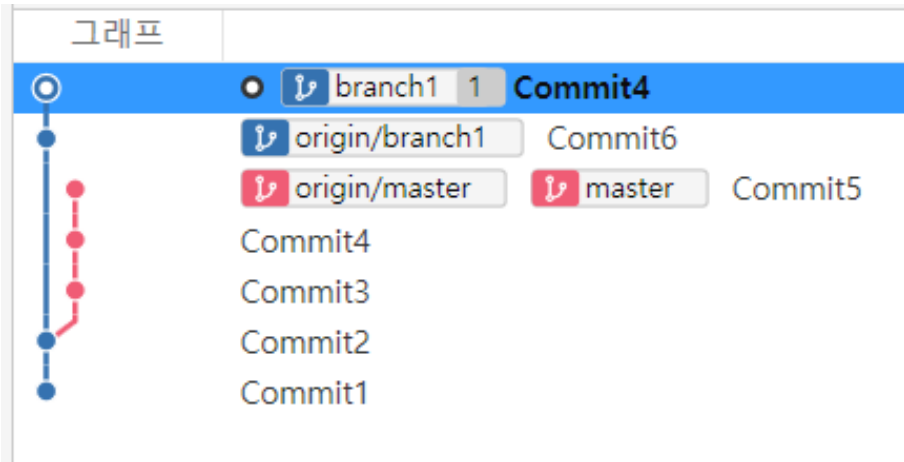 그래프
branch1 1 Commit4
origin/branch1 Commit6
origin/master master Commit5
Commit4
Commit3
Commit2
Commit1